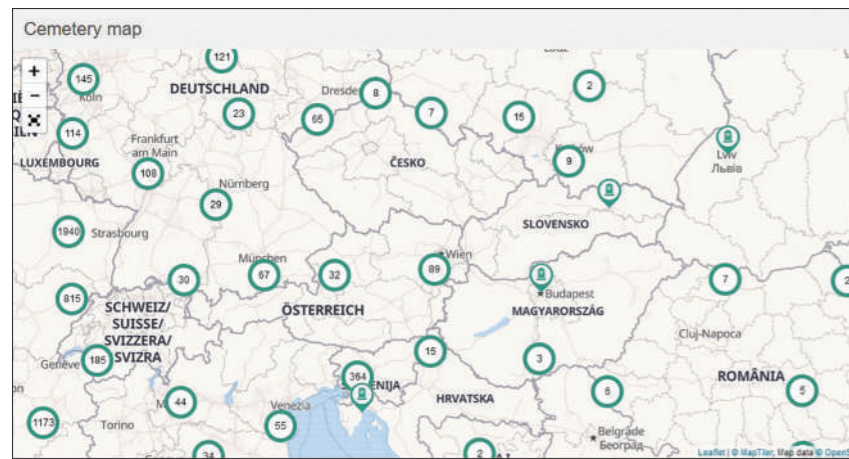 Cemetery map
+
−
121
145
Köln
DEUTSCHLAND
Dresde
8
2
23
65
7
15
114
Frankfurt
am Main
LUXEMBOURG
108
ČESKO
9
Lviv
Львів
Nürnberg
29
SLOVENSKO
1940
Strasbourg
München
67
32
Wien
89
30
7
815
Budapest
SCHWEIZ/
SUISSE/
SVIZZERA/
SVIZRA
ÖSTERREICH
MAGYARORSZÁG
Cluj-Napoca
Genève
185
15
3
364
ENIJA
ROMÂNIA
44
HRVATSKA
6
5
1173
Torino
Venezia
55
Belgrade
Београд
34
2
Leaflet | © MapTiler, Map data © OpenS